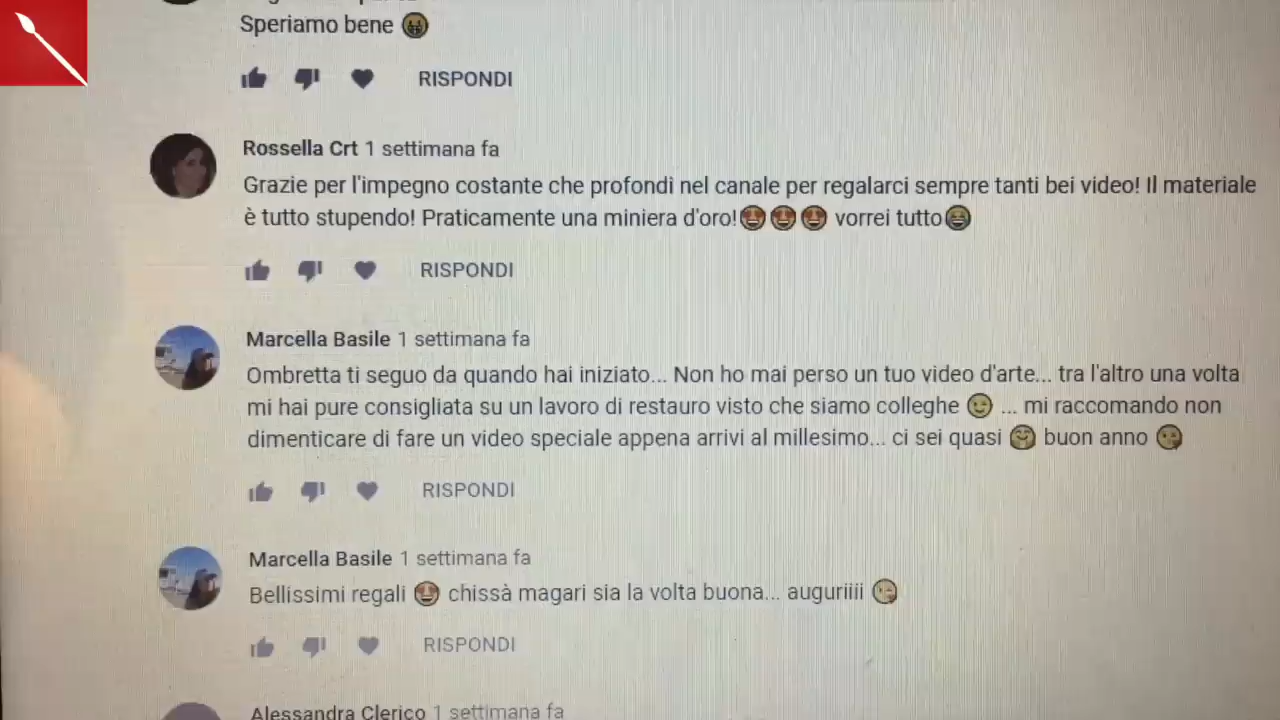 Speriamo bene 😁
RISPONDI
Rossella Crt 1 settimana fa
Grazie per l'impegno costante che profondi nel canale per regalarci sempre tanti bei video! Il materiale
è tutto stupendo! Praticamente una miniera d'oro!🤩🤩🤩 vorrei tutto😆
RISPONDI
Marcella Basile 1 settimana fa
Ombretta ti seguo da quando hai iniziato... Non ho mai perso un tuo video d'arte... tra l'altro una volta
mi hai pure consigliata su un lavoro di restauro visto che siamo colleghe 😉 ... mi raccomando non
dimenticare di fare un video speciale appena arrivi al millesimo... ci sei quasi 🤗 buon anno 😘
RISPONDI
Marcella Basile 1 settimana fa
Bellissimi regali 🤩 chissà magari sia la volta buona... auguriiii 😘
RISPONDI
Alessandra Clerico 1 settimana fa